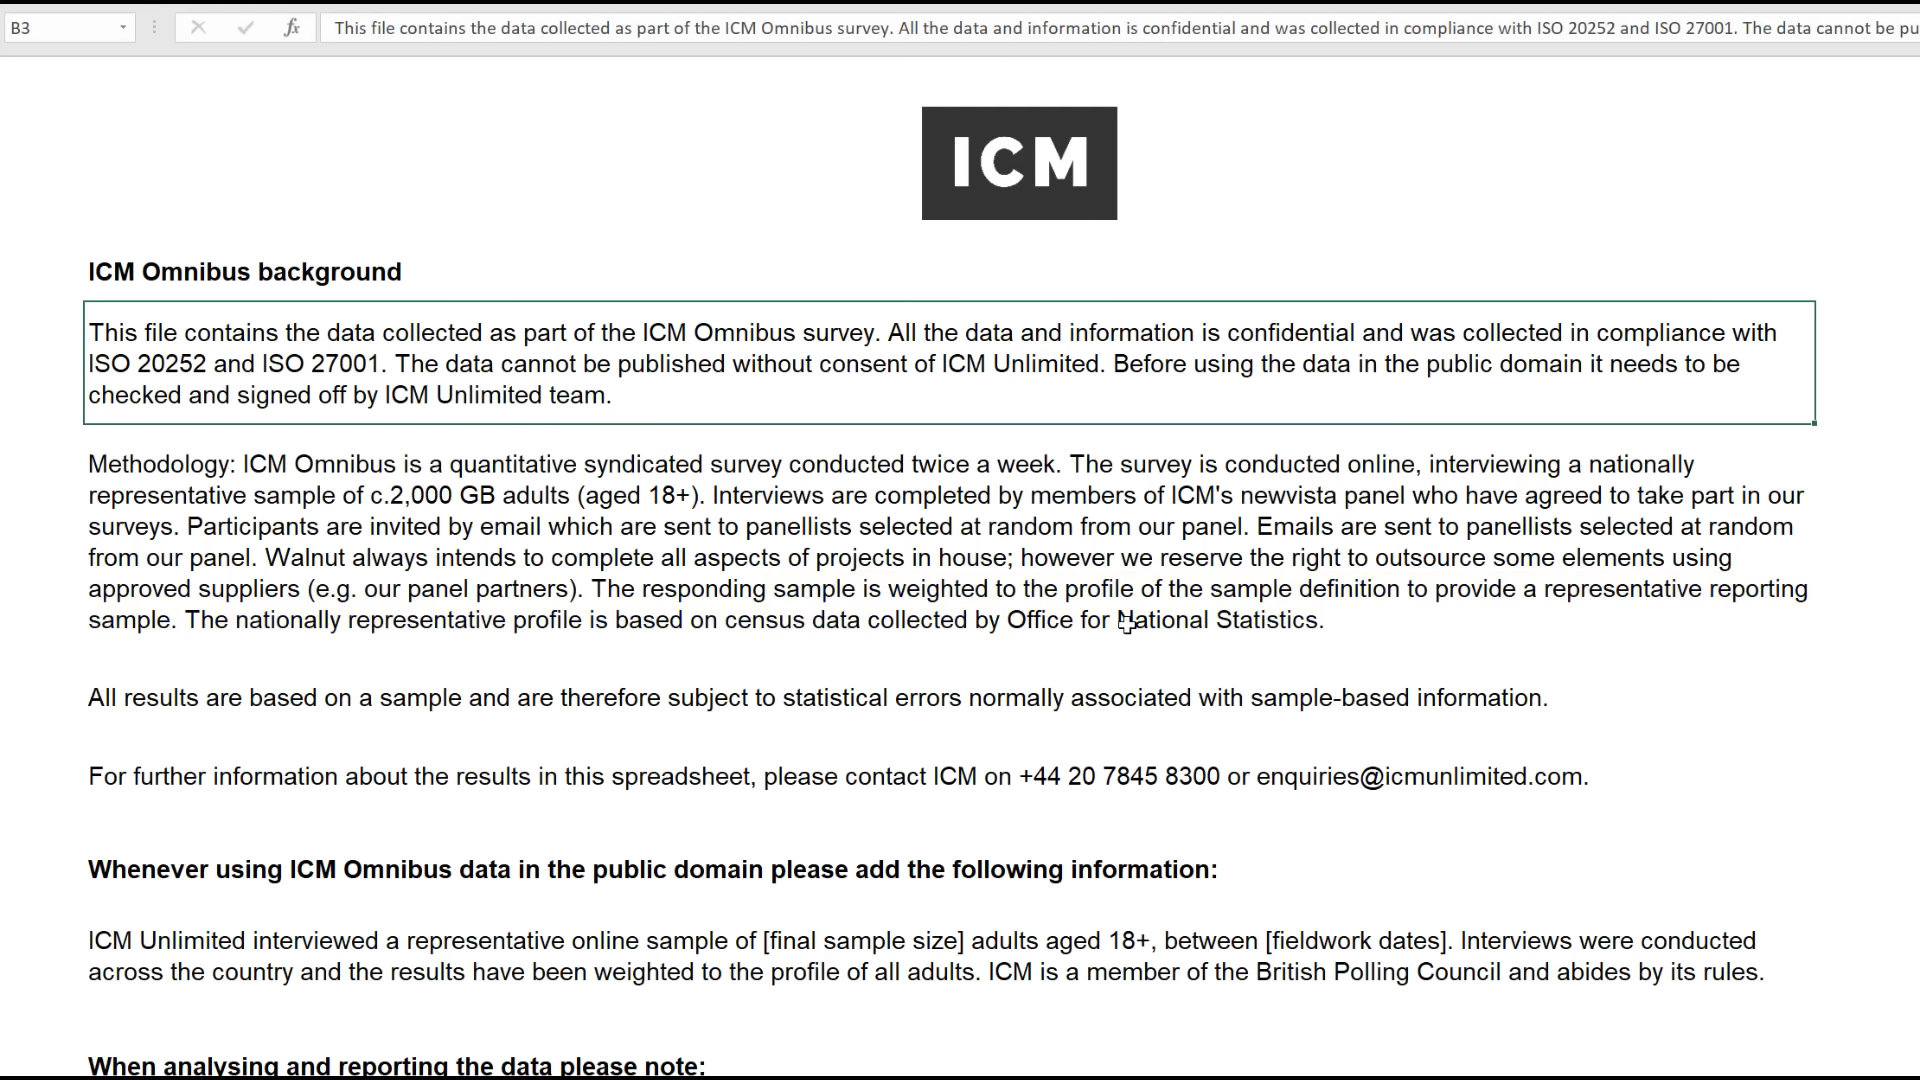 B3
fx
This file contains the data collected as part of the ICM Omnibus survey. All the data and information is confidential and was collected in compliance with ISO 20252 and ISO 27001. The data cannot be pu
ICM
ICM Omnibus background
This file contains the data collected as part of the ICM Omnibus survey. All the data and information is confidential and was collected in compliance with
ISO 20252 and ISO 27001. The data cannot be published without consent of ICM Unlimited. Before using the data in the public domain it needs to be
checked and signed off by ICM Unlimited team.
Methodology: ICM Omnibus is a quantitative syndicated survey conducted twice a week. The survey is conducted online, interviewing a nationally
representative sample of c.2,000 GB adults (aged 18+). Interviews are completed by members of ICM's newvista panel who have agreed to take part in our
surveys. Participants are invited by email which are sent to panellists selected at random from our panel. Emails are sent to panellists selected at random
from our panel. Walnut always intends to complete all aspects of projects in house; however we reserve the right to outsource some elements using
approved suppliers (e.g. our panel partners). The responding sample is weighted to the profile of the sample definition to provide a representative reporting
sample. The nationally representative profile is based on census data collected by Office for National Statistics.
All results are based on a sample and are therefore subject to statistical errors normally associated with sample-based information.
For further information about the results in this spreadsheet, please contact ICM on +44 20 7845 8300 or enquiries@icmunlimited.com.
Whenever using ICM Omnibus data in the public domain please add the following information:
ICM Unlimited interviewed a representative online sample of [final sample size] adults aged 18+, between [fieldwork dates]. Interviews were conducted
across the country and the results have been weighted to the profile of all adults. ICM is a member of the British Polling Council and abides by its rules.
When analysing and reporting the data please note: